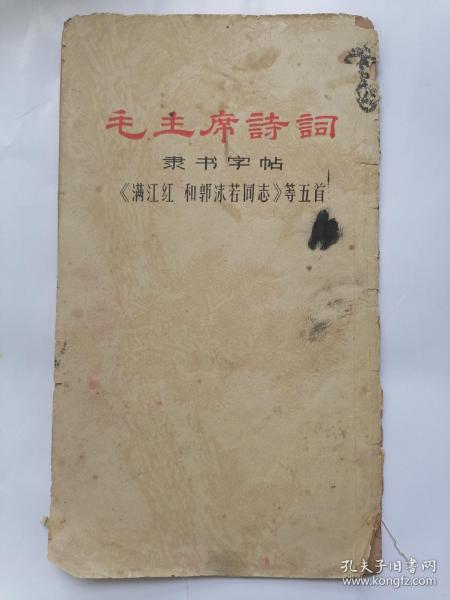 毛主席詩詞
隶书字帖
《满江红 和郭沫若同志》等五首
孔夫子旧书网
www.kongfz.com